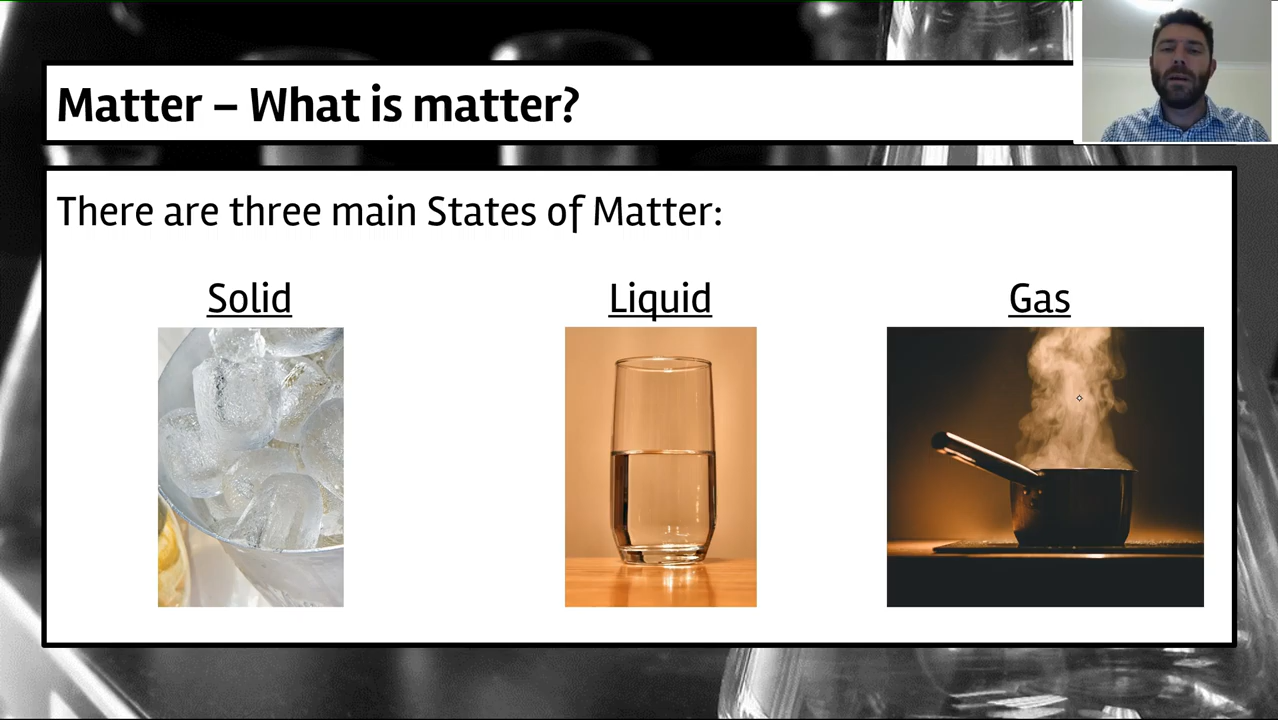 Matter – What is matter?
There are three main States of Matter:
Solid
Liquid
Gas